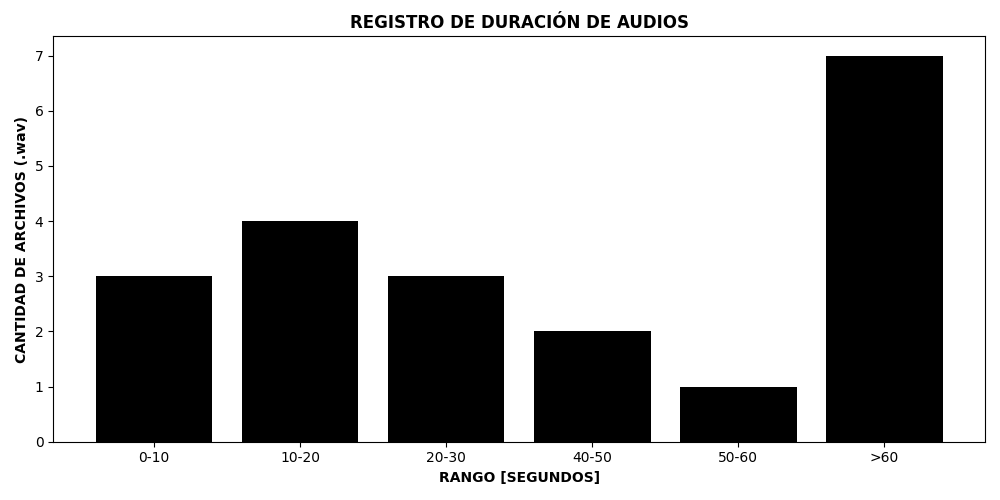 REGISTRO DE DURACIÓN DE AUDIOS
CANTIDAD DE ARCHIVOS (.wav)
7
6
5
4
3
2
1
0
0-10 10-20 20-30 40-50 50-60 >60
RANGO [SEGUNDOS]